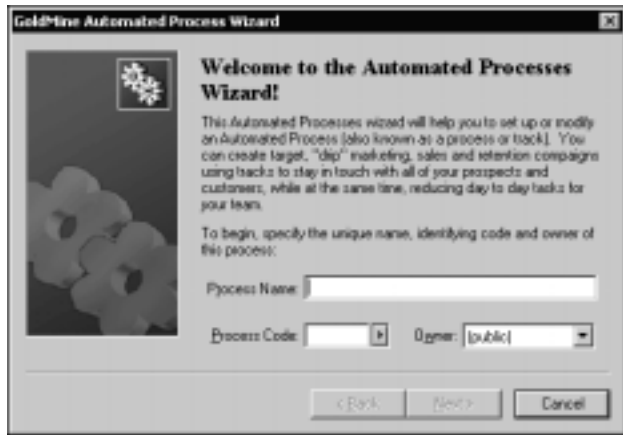 GoldMine Automated Process Wizard
Welcome to the Automated Processes
Wizard!
This Automated Processes wizard will help you to set up or modify
an Automated Process (also known as a process or track). You
can create target, "drip" marketing, sales and retention compaigns
using tracks to stay in touch with all of your prospects and
customers, while at the same time, reducing day to day tasks for
your team.
To begin, specify the unique name, identifying code and owner of
this process:
Process Name:
Process Code:
Owner: (public)
< Back
Next >
Cancel